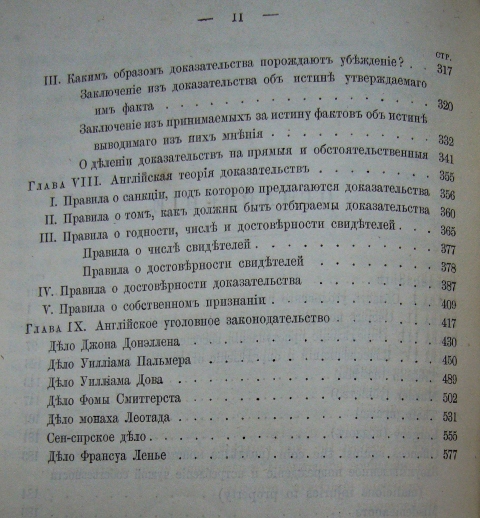 — II —
СТР.
III. Какимъ образомъ доказательства порождаютъ убѣжденіе? . . 317
Заключеніе изъ доказательства объ истинѣ утверждаемаго
имъ факта . . . . . . . . . . . . 320
Заключеніе изъ принимаемыхъ за истину фактовъ объ истинѣ
выводимаго изъ нихъ мнѣнія . . . . . . . . . 332
О дѣленіи доказательствъ на прямыя и обстоятельственныя 341
Глава VIII. Англійская теорія доказательствъ . . . . . . 355
I. Правила о санкціи, подъ которою предлагаются доказательства 356
II. Правила о томъ, какъ должны быть отбираемы доказательства 360
III. Правила о годности, числѣ и достовѣрности свидѣтелей . . . 365
Правила о числѣ свидѣтелей . . . . . . . . . 377
Правила о достовѣрности свидѣтелей . . . . . . 378
IV. Правила о достовѣрности доказательства . . . . . . 387
V. Правила о собственномъ признаніи . . . . . . . . 409
Глава IX. Англійское уголовное законодательство . . . . . 417
Дѣло Джона Донэллена . . . . . . . . . . 430
Дѣло Уилліама Пальмера . . . . . . . . . . 450
Дѣло Уилліама Дова . . . . . . . . . . . 489
Дѣло Фомы Смитгерста . . . . . . . . . . 502
Дѣло монаха Леотада . . . . . . . . . . 531
Сен-сирское дѣло . . . . . . . . . . . 555
Дѣло Франсуа Ленье . . . . . . . . . . 577